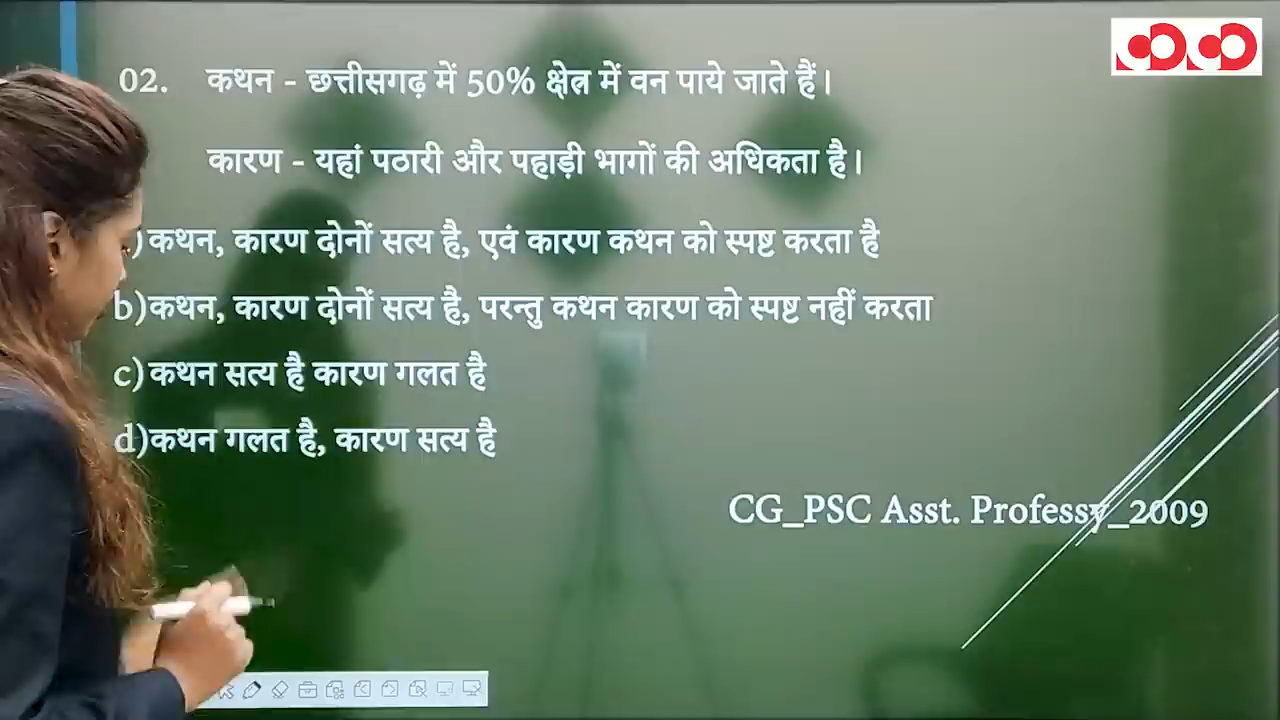 02. कथन - छत्तीसगढ़ में 50% क्षेत्र में वन पाये जाते हैं।
कारण - यहां पठारी और पहाड़ी भागों की अधिकता है।
) कथन, कारण दोनों सत्य है, एवं कारण कथन को स्पष्ट करता है
b) कथन, कारण दोनों सत्य है, परन्तु कथन कारण को स्पष्ट नहीं करता
c) कथन सत्य है कारण गलत है
d) कथन गलत है, कारण सत्य है
CG_PSC Asst. Professy_2009